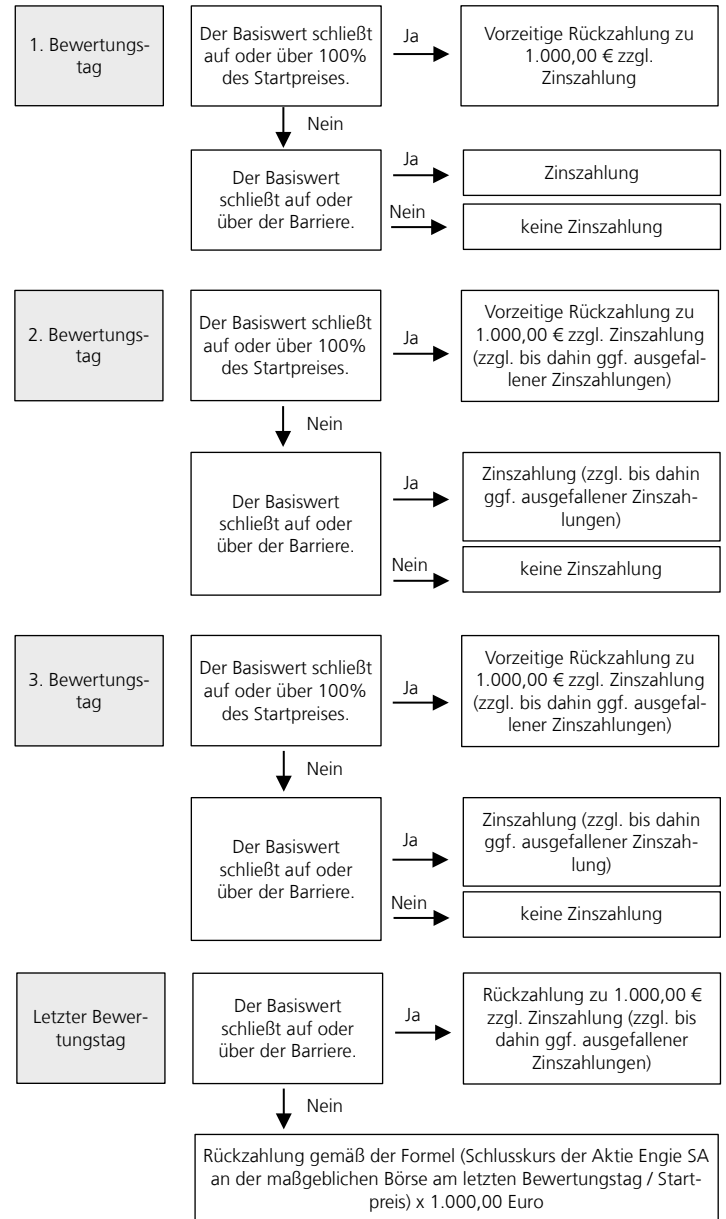 1. Bewertungs-
tag
Der Basiswert schließt
auf oder über 100%
des Startpreises.
Ja
Vorzeitige Rückzahlung zu
1.000,00 € zzgl.
Zinszahlung
Nein
Der Basiswert
schließt auf oder
über der Barriere.
Ja
Zinszahlung
Nein
keine Zinszahlung
2. Bewertungs-
tag
Der Basiswert schließt
auf oder über 100%
des Startpreises.
Ja
Vorzeitige Rückzahlung zu
1.000,00 € zzgl. Zinszahlung
(zzgl. bis dahin ggf. ausgefal-
lener Zinszahlungen)
Nein
Der Basiswert
schließt auf oder
über der Barriere.
Ja
Zinszahlung (zzgl. bis dahin
ggf. ausgefallener Zinszah-
lungen)
Nein
keine Zinszahlung
3. Bewertungs-
tag
Der Basiswert schließt
auf oder über 100%
des Startpreises.
Ja
Vorzeitige Rückzahlung zu
1.000,00 € zzgl. Zinszahlung
(zzgl. bis dahin ggf. ausgefal-
lener Zinszahlungen)
Nein
Der Basiswert
schließt auf oder
über der Barriere.
Ja
Zinszahlung (zzgl. bis dahin
ggf. ausgefallener Zinszah-
lung)
Nein
keine Zinszahlung
Letzter Bewer-
tungstag
Der Basiswert
schließt auf oder
über der Barriere.
Ja
Rückzahlung zu 1.000,00 €
zzgl. Zinszahlung (zzgl. bis
dahin ggf. ausgefallener
Zinszahlungen)
Nein
Rückzahlung gemäß der Formel (Schlusskurs der Aktie Engie SA
an der maßgeblichen Börse am letzten Bewertungstag / Start-
preis) x 1.000,00 Euro